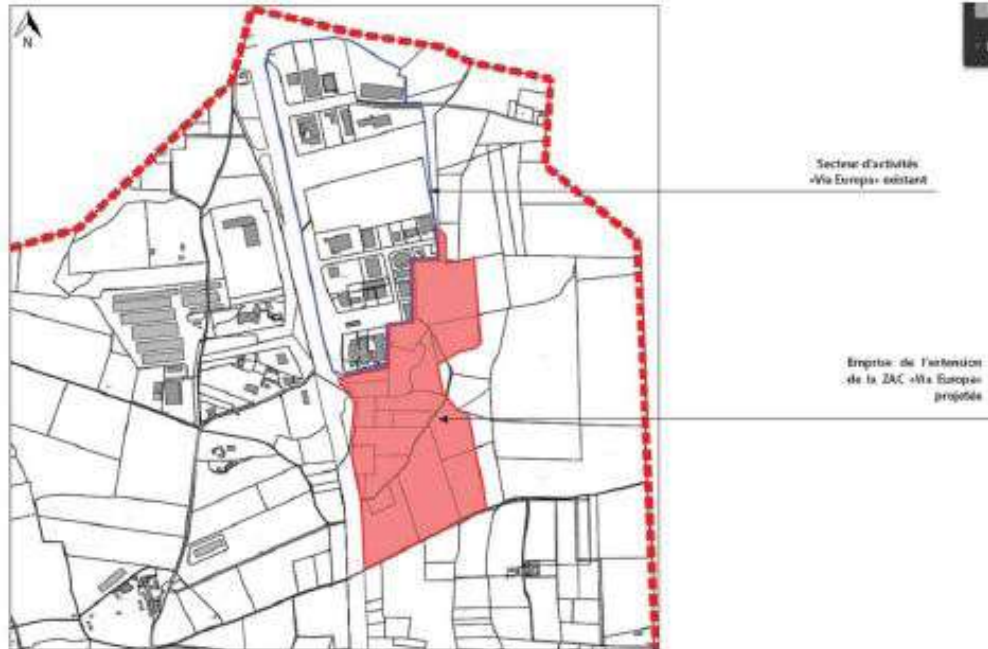 N
Secteur d'activités
«Via Europa» existant
Emprise de l'extension
de la ZAC «Via Europa»
projetée